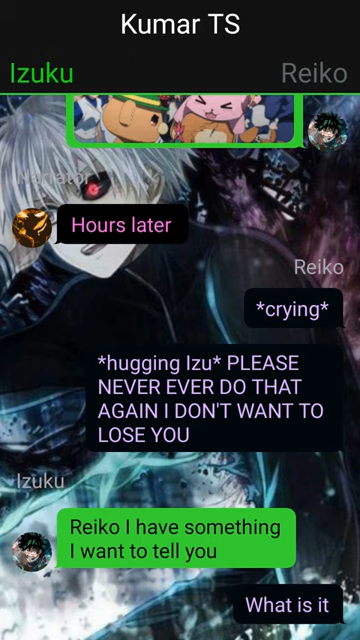 Kumar TS
Izuku
Reiko
Narrator
Hours later
Reiko
*crying*
*hugging Izu* PLEASE
NEVER EVER DO THAT
AGAIN I DON'T WANT TO
LOSE YOU
Izuku
Reiko I have something
I want to tell you
What is it